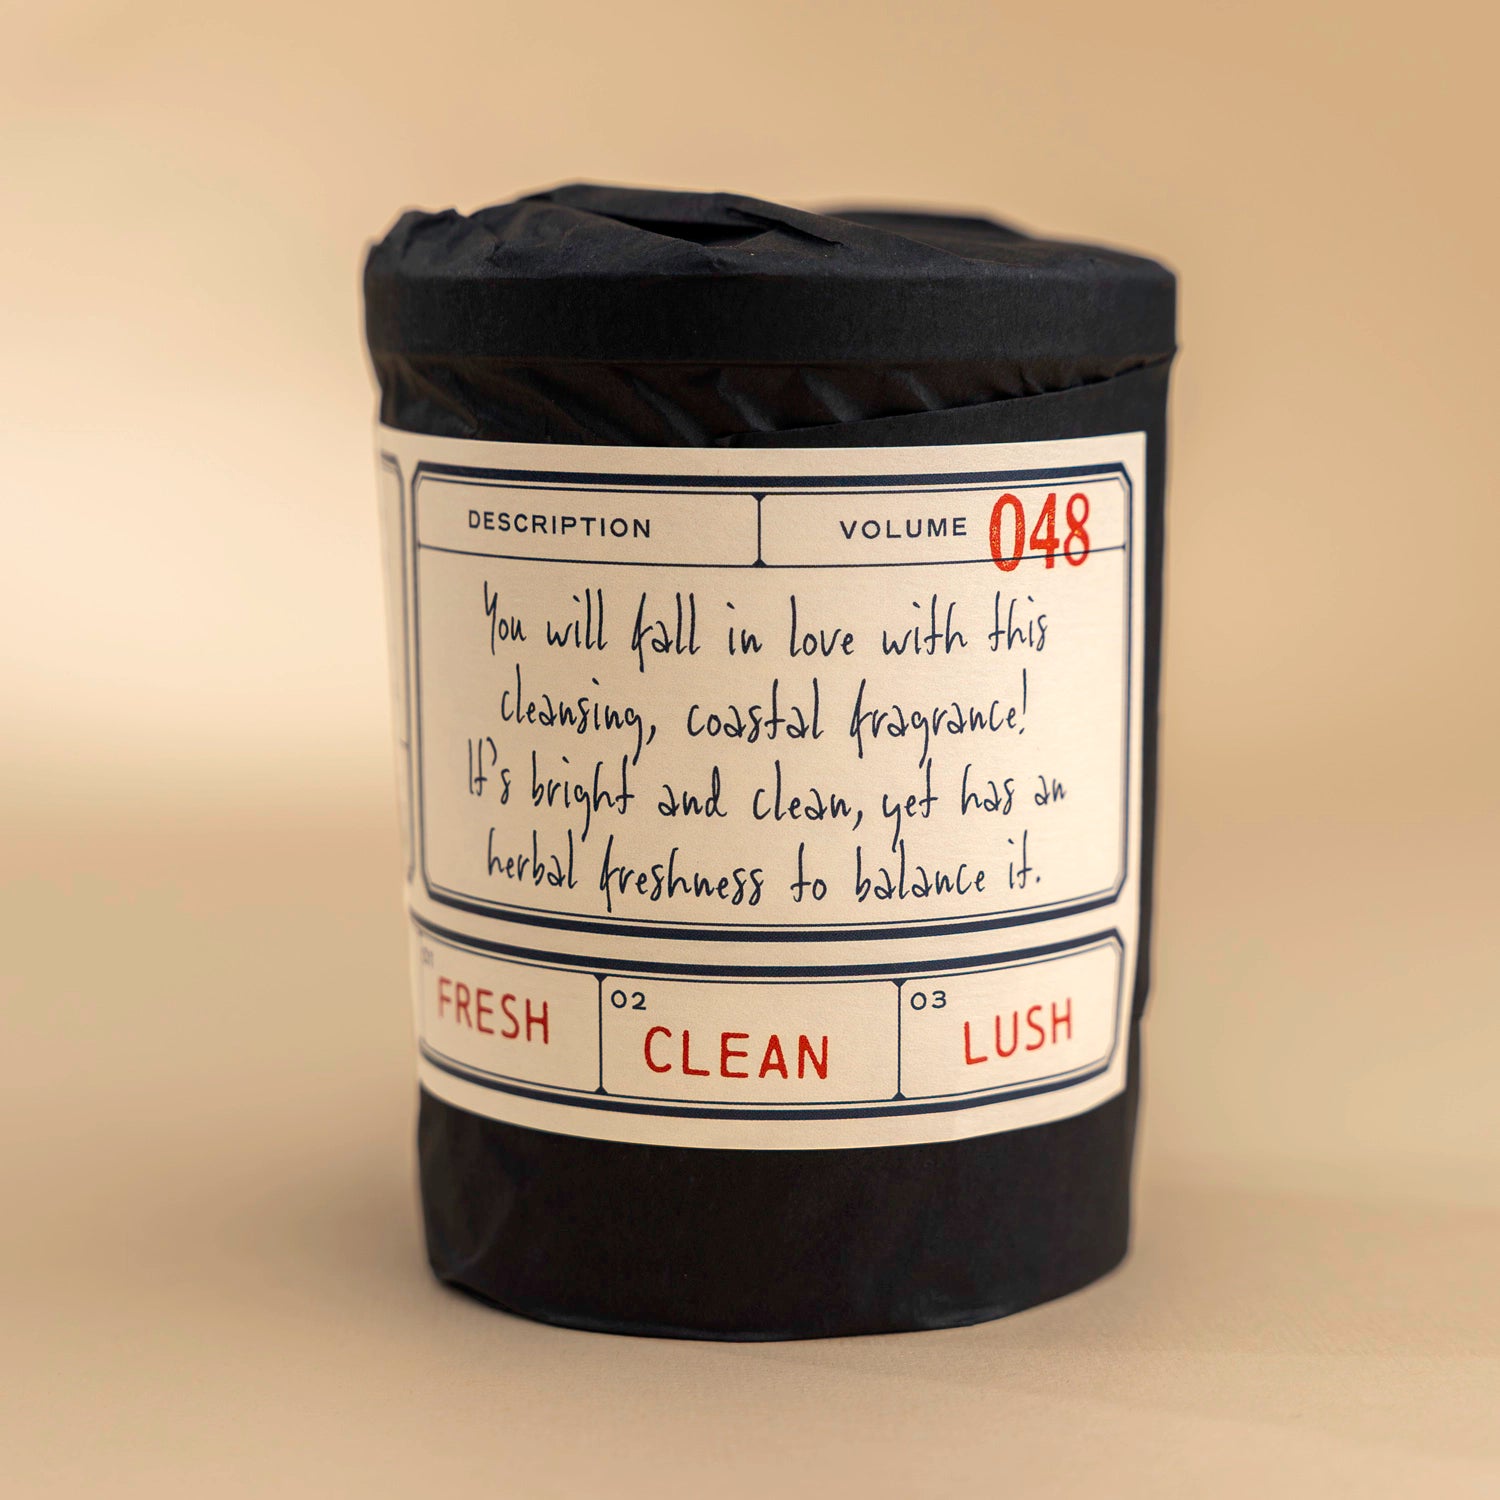 DESCRIPTION
VOLUME 048
You will fall in love with this
cleansing, coastal fragrance!
It's bright and clean, yet has an
herbal freshness to balance it.
01
FRESH
02
CLEAN
03
LUSH